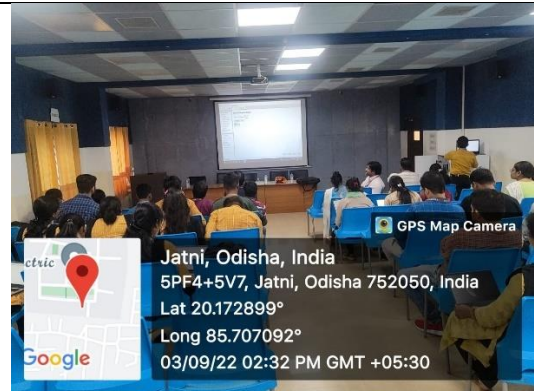 GPS Map Camera
ctric
Google
Jatni, Odisha, India
5PF4+5V7, Jatni, Odisha 752050, India
Lat 20.172899°
Long 85.707092°
03/09/22 02:32 PM GMT +05:30